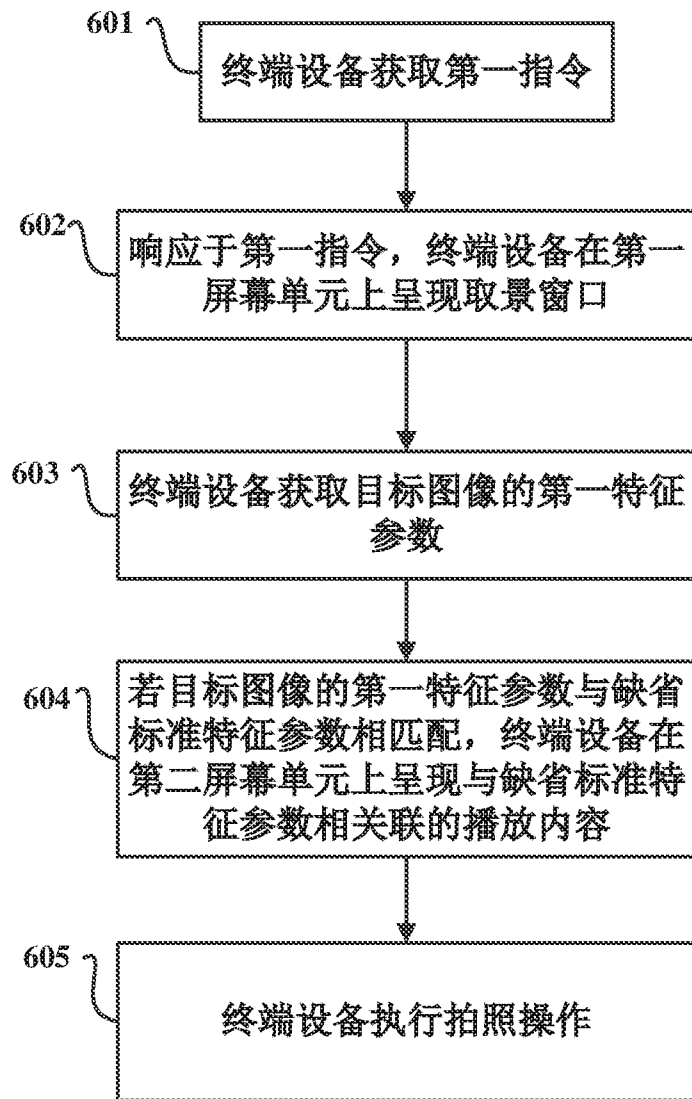 601
终端设备获取第一指令
602
响应于第一指令，终端设备在第一
屏幕单元上呈现取景窗口
603
终端设备获取目标图像的第一特征
参数
604
若目标图像的第一特征参数与缺省
标准特征参数相匹配，终端设备在
第二屏幕单元上呈现与缺省标准特
征参数相关联的播放内容
605
终端设备执行拍照操作